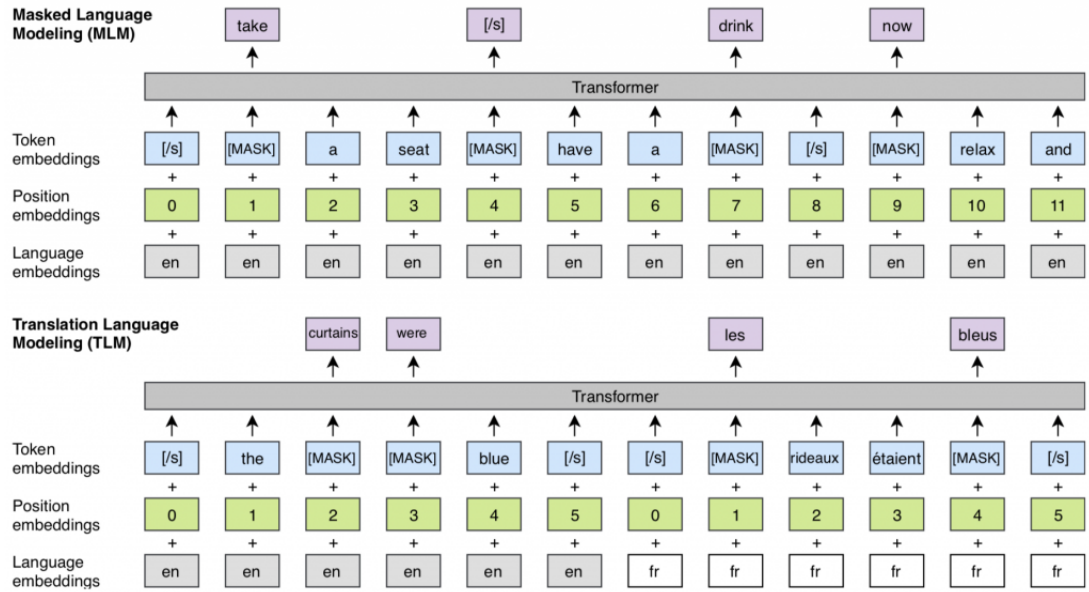 Masked Language
Modeling (MLM)
take [/s] drink now
Transformer
Token
embeddings
[/s] [MASK] a seat [MASK] have a [MASK] [/s] [MASK] relax and
+ + + + + + + + + + + +
Position
embeddings
0 1 2 3 4 5 6 7 8 9 10 11
+ + + + + + + + + + + +
Language
embeddings
en en en en en en en en en en en en
Translation Language
Modeling (TLM)
curtains were les bleus
Transformer
Token
embeddings
[/s] the [MASK] [MASK] blue [/s] [/s] [MASK] rideaux étaient [MASK] [/s]
+ + + + + + + + + + + +
Position
embeddings
0 1 2 3 4 5 0 1 2 3 4 5
+ + + + + + + + + + + +
Language
embeddings
en en en en en en fr fr fr fr fr fr